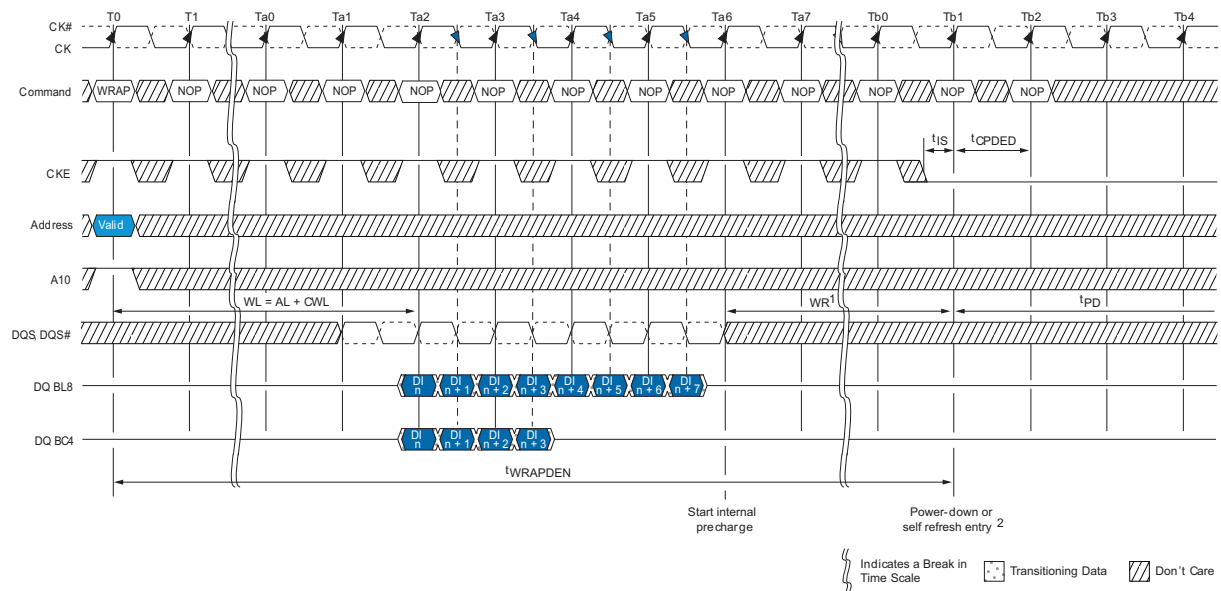 T0 T1 Ta0 Ta1 Ta2 Ta3 Ta4 Ta5 Ta6 Ta7 Tb0 Tb1 Tb2 Tb3 Tb4
CK#
CK
Command WRAP NOP NOP NOP NOP NOP NOP NOP NOP NOP NOP NOP NOP
tIS tCPDED
CKE
Address Valid
A10
WL = AL + CWL WR1 tPD
DQS, DQS#
DQ BL8 DI n DI n + 1 DI n + 2 DI n + 3 DI n + 4 DI n + 5 DI n + 6 DI n + 7
DQ BC4 DI n DI n + 1 DI n + 2 DI n + 3
tWRAPDEN
Start internal
precharge
Power-down or
self refresh entry 2
Indicates a Break in
Time Scale
Transitioning Data
Don't Care